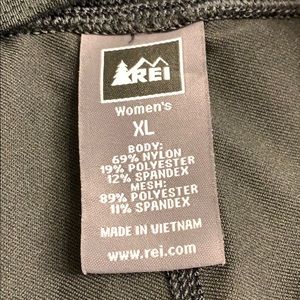 REI
Women's
XL
BODY:
69% NYLON
19% POLYESTER
12% SPANDEX
MESH:
89% POLYESTER
11% SPANDEX
MADE IN VIETNAM
www.rei.com